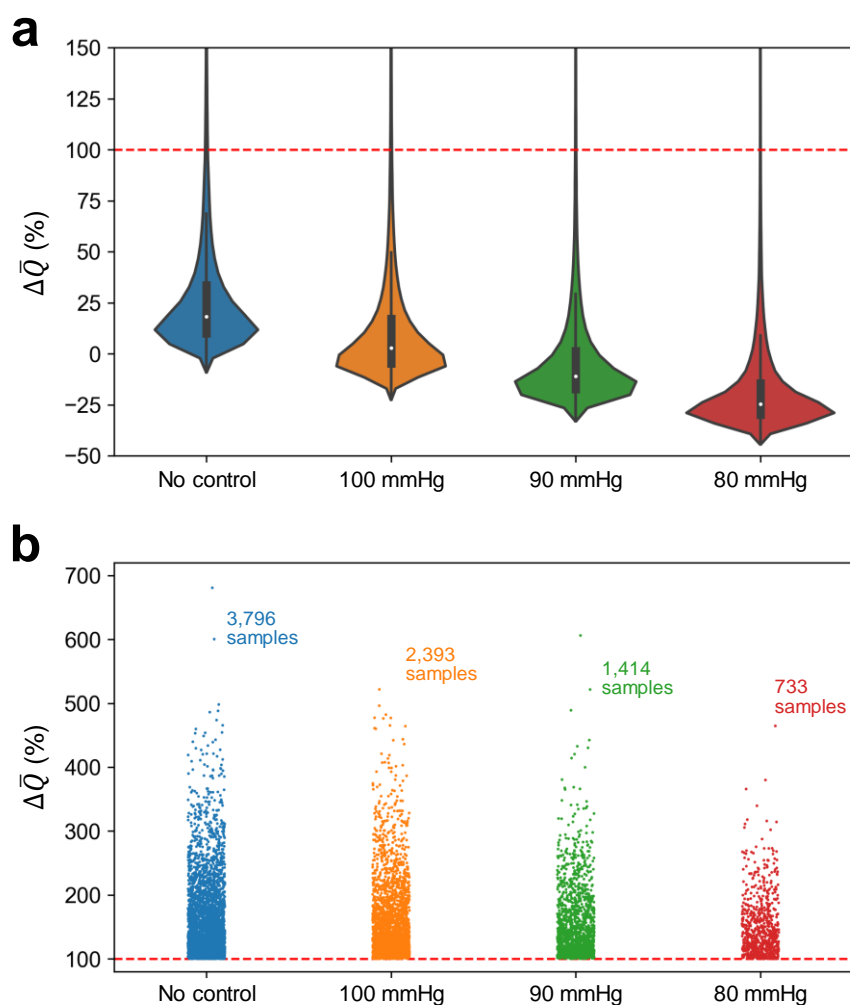 a
150
125
100
75
50
25
0
−25
−50
ΔQ̄ (%)
No control 100 mmHg 90 mmHg 80 mmHg
b
700
600
500
400
300
200
100
ΔQ̄ (%)
3,796
samples
2,393
samples
1,414
samples
733
samples
No control 100 mmHg 90 mmHg 80 mmHg